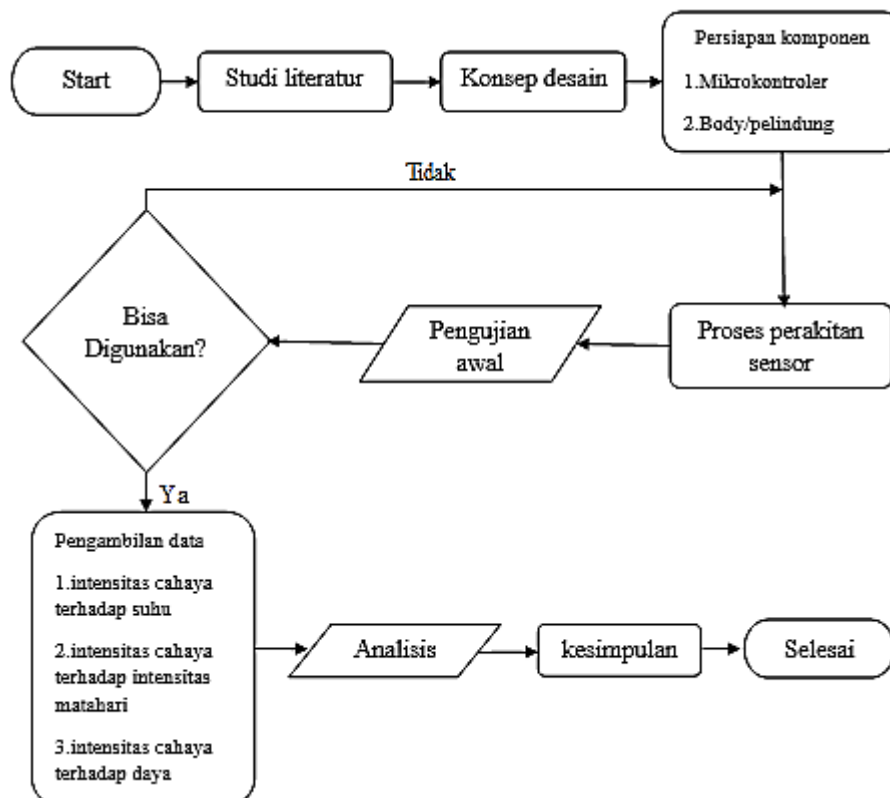 Start
Studi literatur
Konsep desain
Persiapan komponen
1.Mikrokontroler
2.Body/pelindung
Tidak
Bisa
Digunakan?
Pengujian
awal
Proses perakitan
sensor
Ya
Pengambilan data
1.intensitas cahaya
terhadap suhu
2.intensitas cahaya
terhadap intensitas
matahari
3.intensitas cahaya
terhadap daya
Analisis
kesimpulan
Selesai